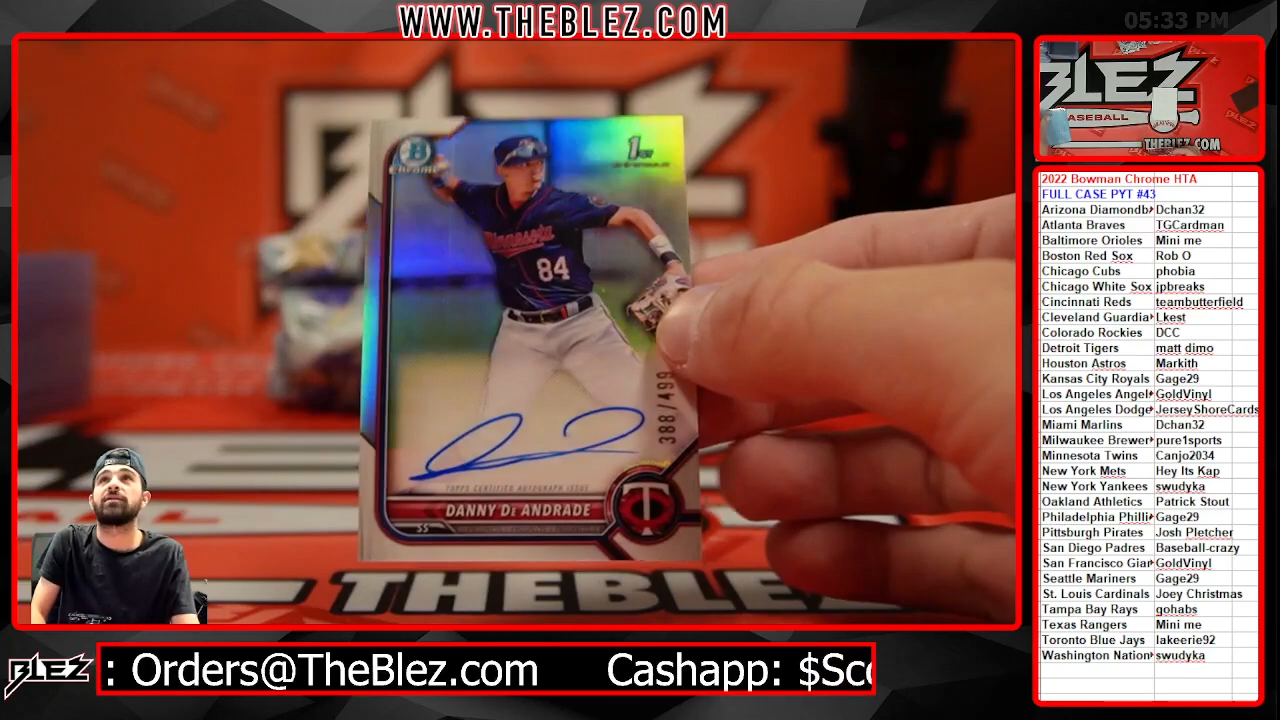 WWW.THEBLEZ.COM
05:33 PM
BLEZ
BASEBALL
THEBLEZ.COM
B
Chrome
1ST
Minnesota
84
388/499
TOPPS CERTIFIED AUTOGRAPH ISSUE
DANNY De ANDRADE
SS
T C
THEBLEZ
2022 Bowman Chrome HTA
FULL CASE PYT #43
Arizona Diamondb Dchan32
Atlanta Braves TGCardman
Baltimore Orioles Mini me
Boston Red Sox Rob O
Chicago Cubs phobia
Chicago White Sox jpbreaks
Cincinnati Reds teambutterfield
Cleveland Guardia Lkest
Colorado Rockies DCC
Detroit Tigers matt dimo
Houston Astros Markith
Kansas City Royals Gage29
Los Angeles Angel GoldVinyl
Los Angeles Dodge JerseyShoreCards
Miami Marlins Dchan32
Milwaukee Brewer pure1sports
Minnesota Twins Canjo2034
New York Mets Hey Its Kap
New York Yankees swudyka
Oakland Athletics Patrick Stout
Philadelphia Philli Gage29
Pittsburgh Pirates Josh Pletcher
San Diego Padres Baseball-crazy
San Francisco Gian GoldVinyl
Seattle Mariners Gage29
St. Louis Cardinals Joey Christmas
Tampa Bay Rays gohabs
Texas Rangers Mini me
Toronto Blue Jays lakeerie92
Washington Nation swudyka
BLEZ
: Orders@TheBlez.com Cashapp: $Sco